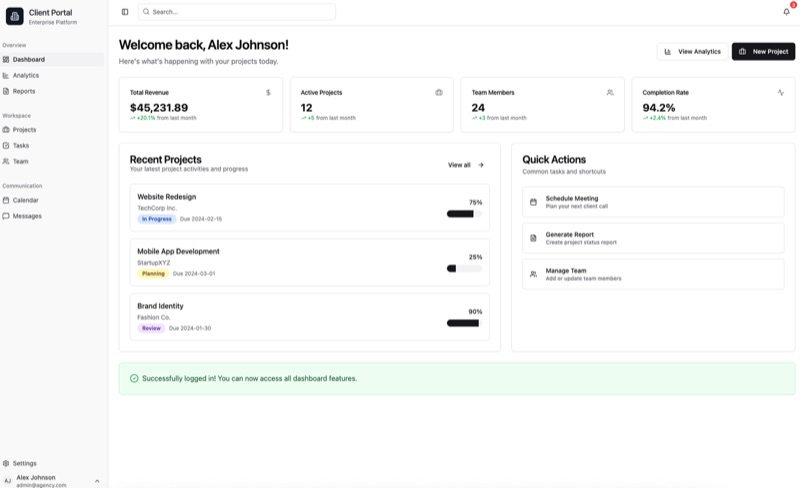 Client Portal
Enterprise Platform
Overview
Dashboard
Analytics
Reports
Workspace
Projects
Tasks
Team
Communication
Calendar
Messages
Settings
AJ
Alex Johnson
admin@agency.com
Search...
3
Welcome back, Alex Johnson!
Here's what's happening with your projects today.
View Analytics
New Project
Total Revenue
$45,231.89
+20.1% from last month
Active Projects
12
+5 from last month
Team Members
24
+3 from last month
Completion Rate
94.2%
+2.4% from last month
Recent Projects
Your latest project activities and progress
View all
Website Redesign
TechCorp Inc.
In Progress Due 2024-02-15
75%
Mobile App Development
StartupXYZ
Planning Due 2024-03-01
25%
Brand Identity
Fashion Co.
Review Due 2024-01-30
90%
Quick Actions
Common tasks and shortcuts
Schedule Meeting
Plan your next client call
Generate Report
Create project status report
Manage Team
Add or update team members
Successfully logged in! You can now access all dashboard features.